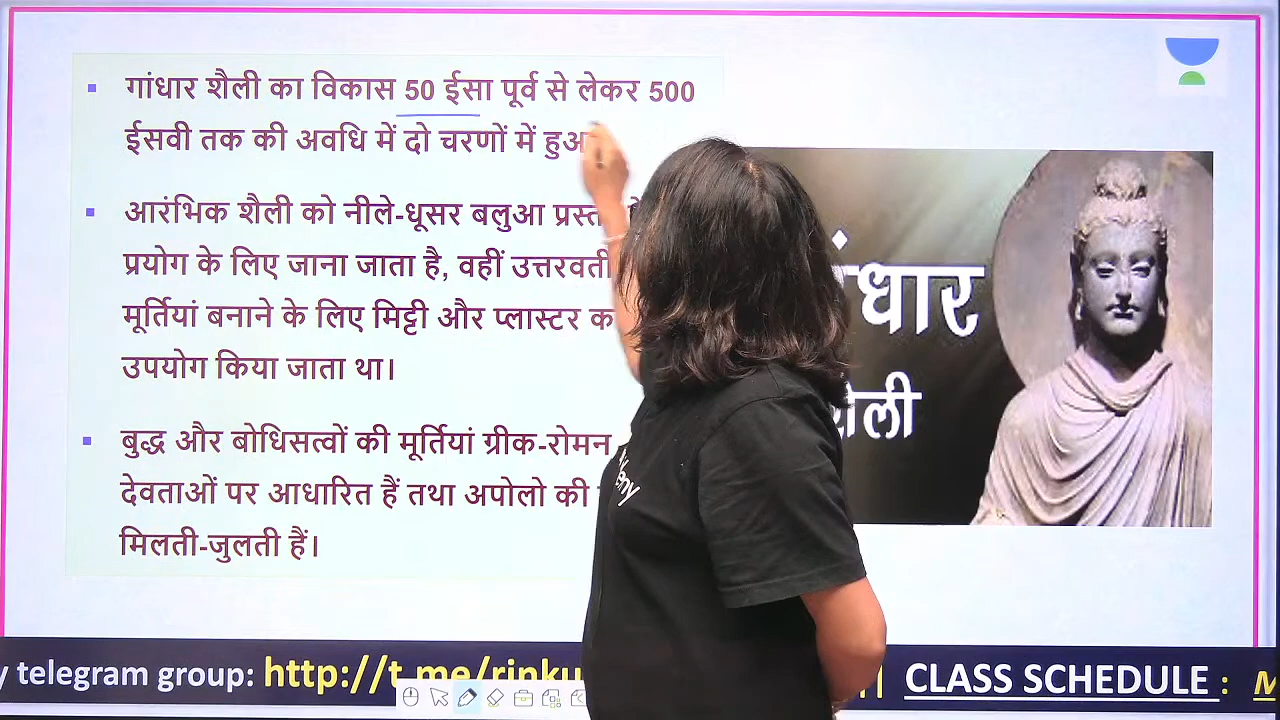 गांधार शैली का विकास 50 ईसा पूर्व से लेकर 500
ईसवी तक की अवधि में दो चरणों में
आरंभिक शैली को नीले-धूसर बलुआ
प्रयोग के लिए जाना जाता है, वहीं उत्तरवर्ती
मूर्तियां बनाने के लिए मिट्टी और प्लास्टर
उपयोग किया जाता था।
बुद्ध और बोधिसत्वों की मूर्तियां ग्रीक-रोमन
देवताओं पर आधारित हैं तथा अपोलो की
मिलती-जुलती हैं।
telegram group: http://t.me/rinku CLASS SCHEDULE :